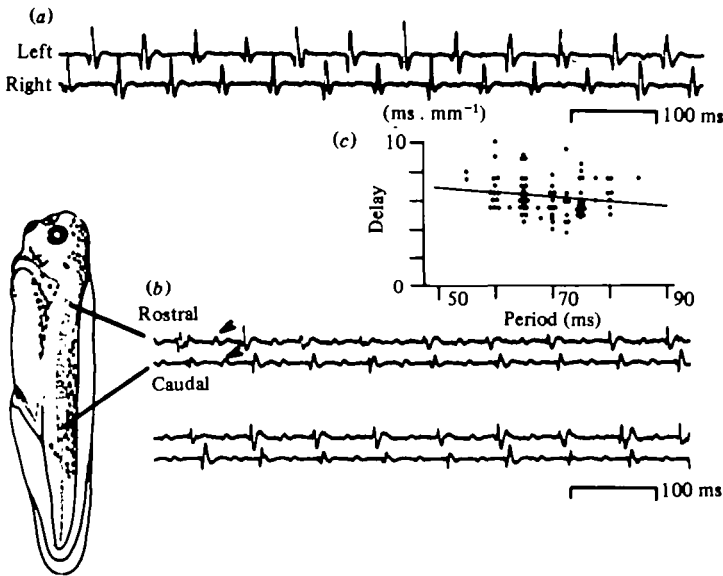 (a)
Left
Right
100 ms
(ms . mm⁻¹)
(c)
10
Delay
0
50
70
90
Period (ms)
(b)
Rostral
Caudal
100 ms